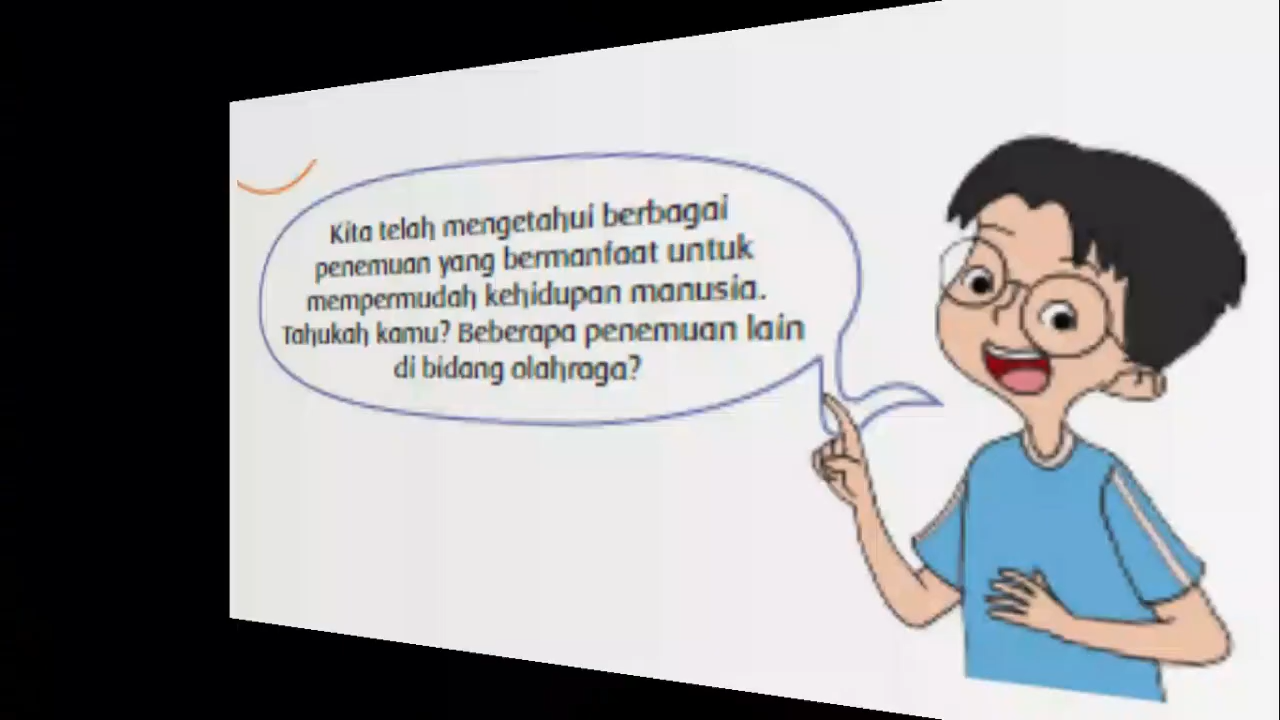 Kita telah mengetahui berbagai
penemuan yang bermanfaat untuk
mempermudah kehidupan manusia.
Tahukah kamu? Beberapa penemuan lain
di bidang olahraga?